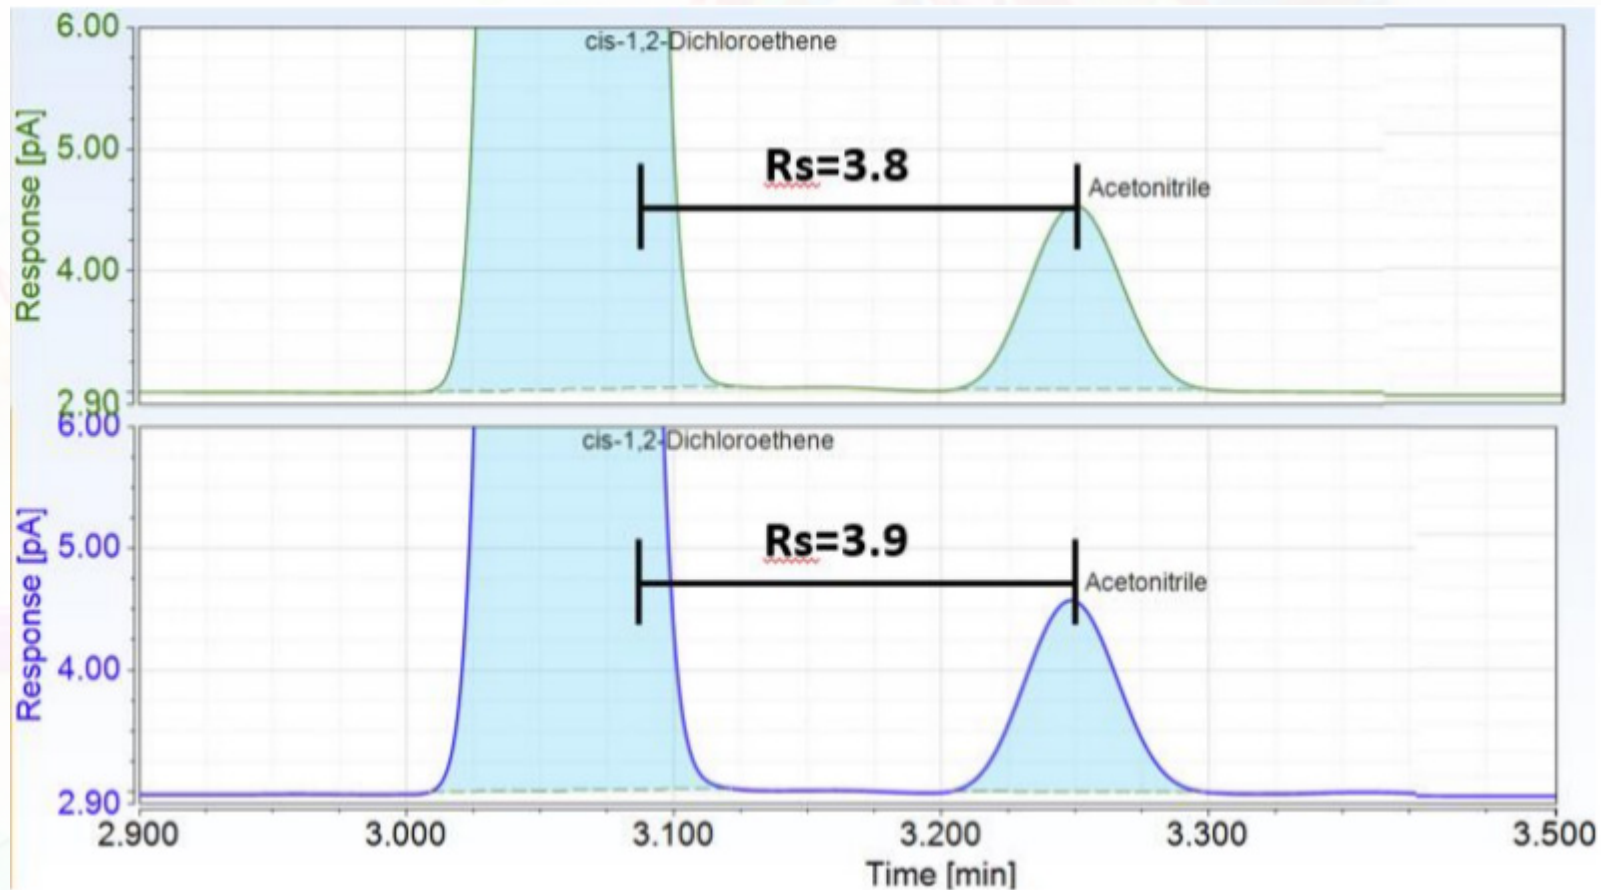 6.00
cis-1,2-Dichloroethene
5.00
Rs=3.8
Acetonitrile
4.00
2.90
Response [pA]
6.00
cis-1,2-Dichloroethene
5.00
Rs=3.9
Acetonitrile
4.00
2.90
Response [pA]
2.900 3.000 3.100 3.200 3.300 3.500
Time [min]